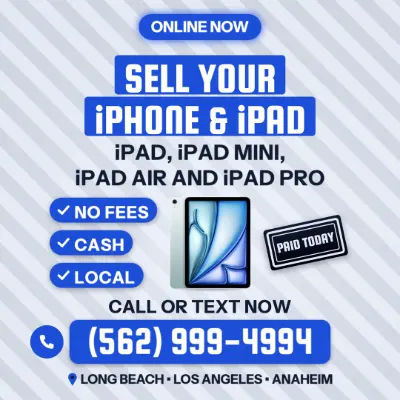 ONLINE NOW
SELL YOUR
iPHONE & iPAD
iPAD, iPAD MINI,
iPAD AIR AND iPAD PRO
NO FEES
CASH
LOCAL
PAID TODAY
CALL OR TEXT NOW
(562) 999-4994
LONG BEACH • LOS ANGELES • ANAHEIM